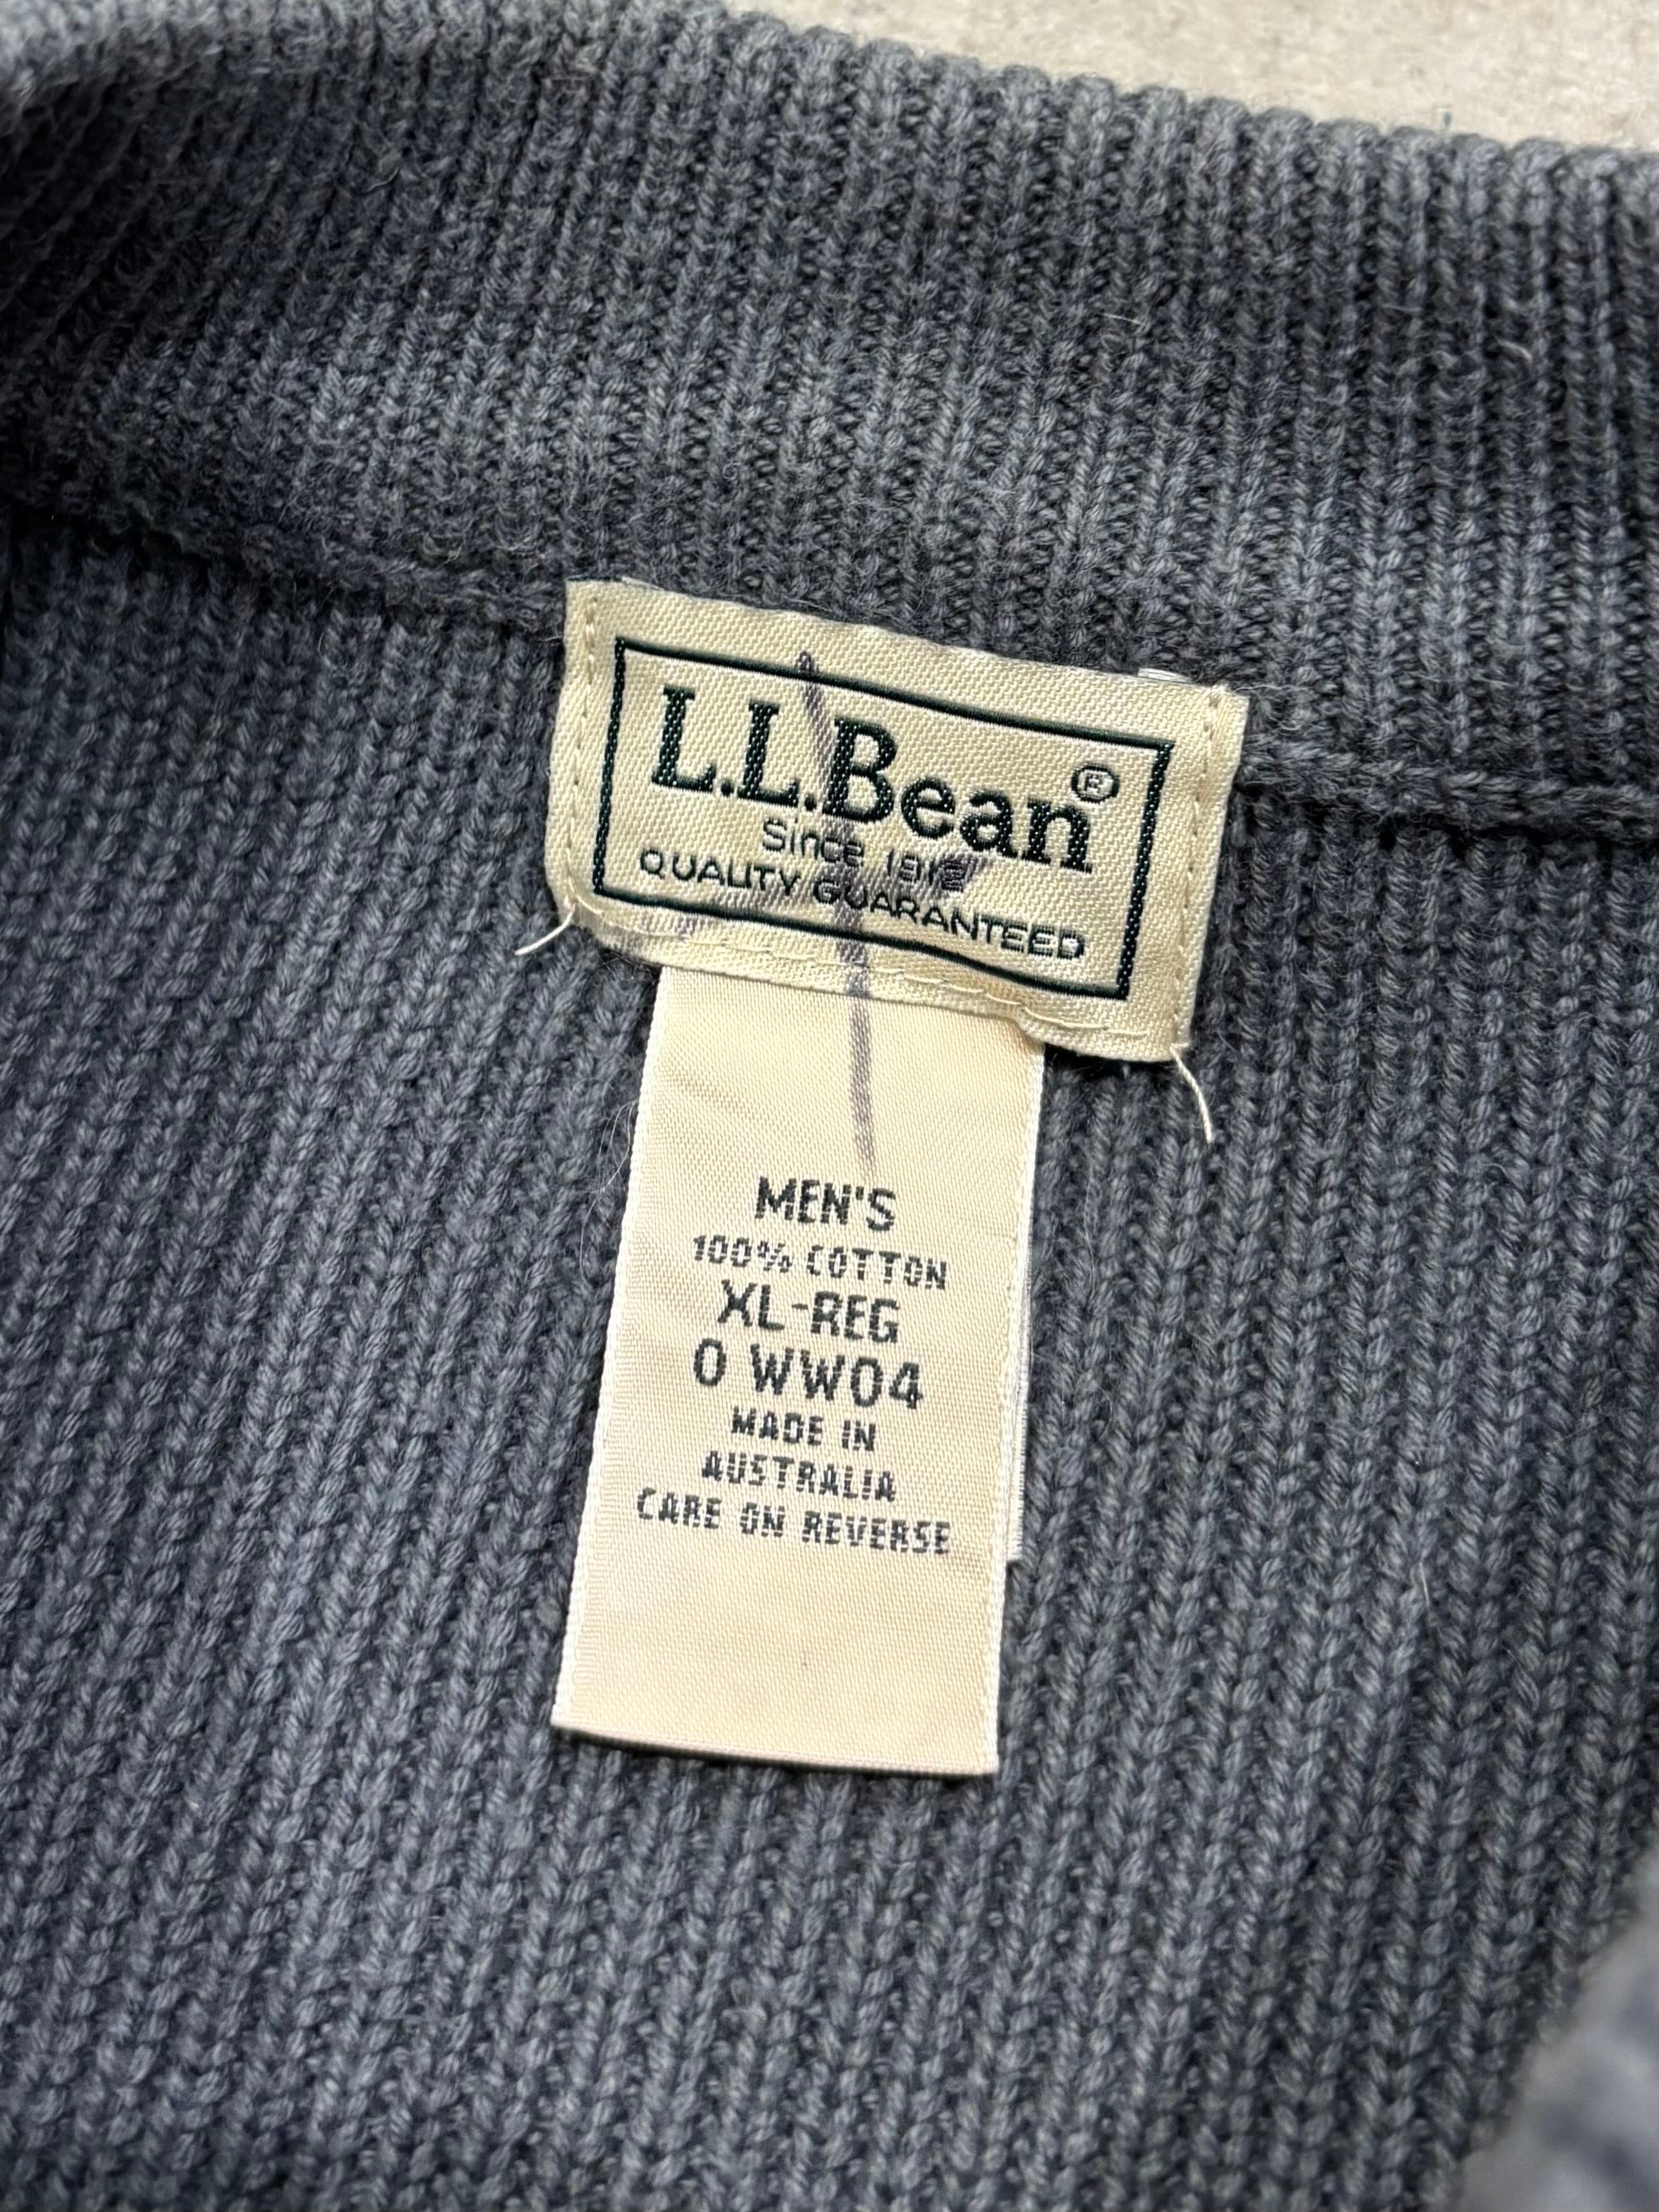 L.L.Bean®
Since 1912
QUALITY GUARANTEED
MEN'S
100% COTTON
XL-REG
0 WW04
MADE IN
AUSTRALIA
CARE ON REVERSE